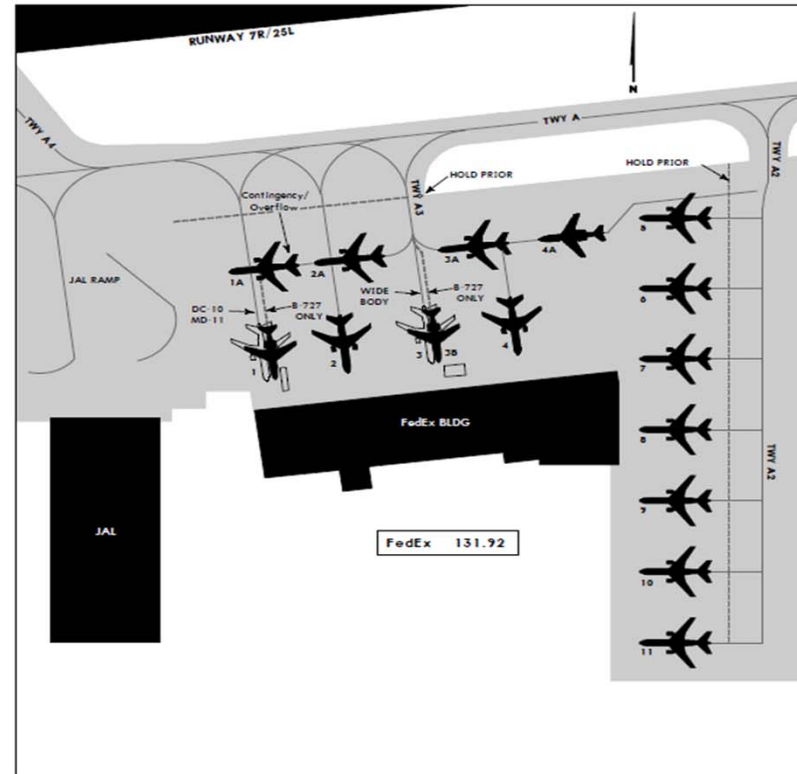 RUNWAY 7R/25L
N
TWY A
TWY A4
HOLD PRIOR
HOLD PRIOR
TWY A2
Contingency/
Overflow
TWY A3
5
1A
2A
3A
4A
JAL RAMP
WIDE
BODY
B-727
ONLY
DC-10
MD-11
B-727
ONLY
6
1
2
3
3B
4
7
FedEx BLDG
8
TWY A2
9
JAL
FedEx 131.92
10
11